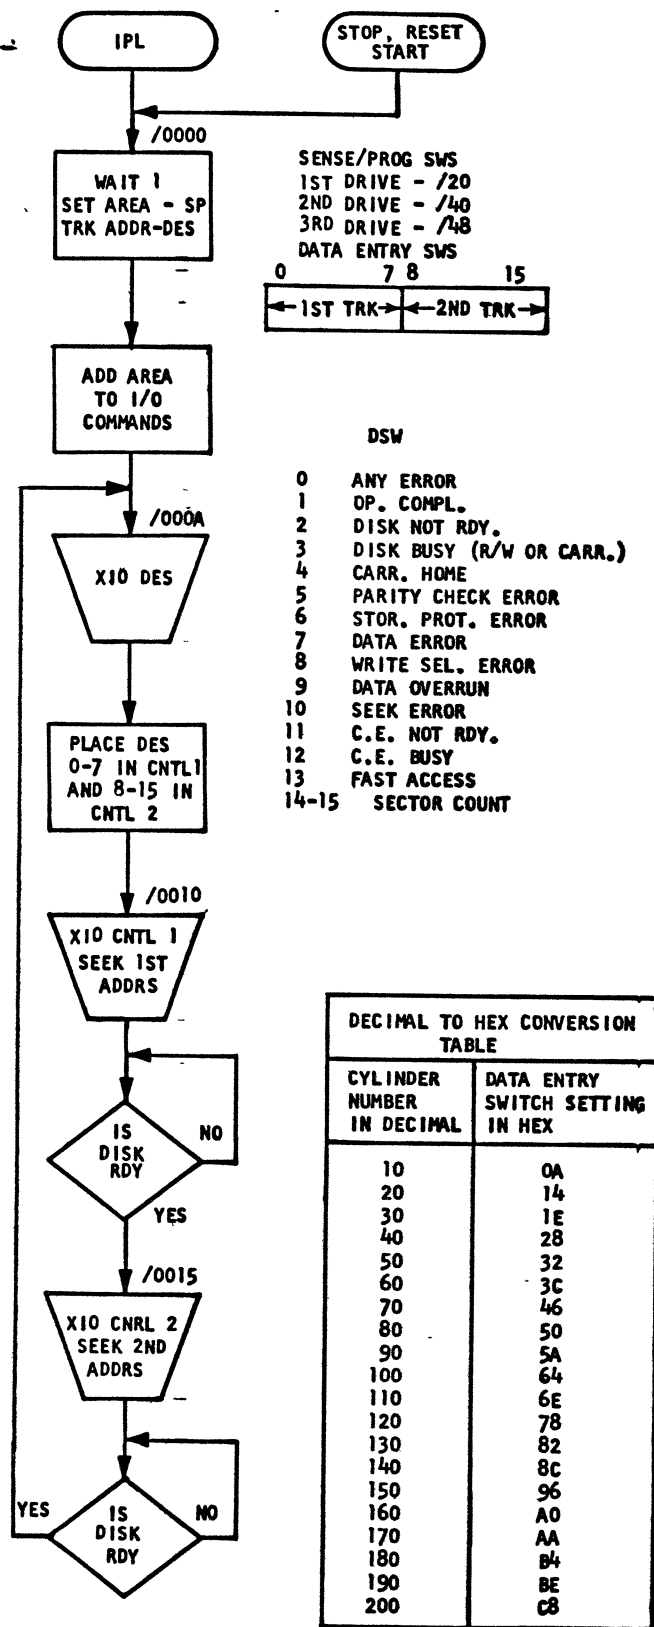 IPL
STOP, RESET
START
/0000
WAIT 1
SET AREA - SP
TRK ADDR-DES
SENSE/PROG SWS
1ST DRIVE - /20
2ND DRIVE - /40
3RD DRIVE - /48
DATA ENTRY SWS
0 7 8 15
1ST TRK 2ND TRK
ADD AREA
TO I/O
COMMANDS
/000A
XIO DES
DSW
0 ANY ERROR
1 OP. COMPL.
2 DISK NOT RDY.
3 DISK BUSY (R/W OR CARR.)
4 CARR. HOME
5 PARITY CHECK ERROR
6 STOR. PROT. ERROR
7 DATA ERROR
8 WRITE SEL. ERROR
9 DATA OVERRUN
10 SEEK ERROR
11 C.E. NOT RDY.
12 C.E. BUSY
13 FAST ACCESS
14-15 SECTOR COUNT
PLACE DES
0-7 IN CNTL1
AND 8-15 IN
CNTL 2
/0010
XIO CNTL 1
SEEK 1ST
ADDRS
IS
DISK
RDY
NO
YES
/0015
XIO CNRL 2
SEEK 2ND
ADDRS
IS
DISK
RDY
YES
NO
DECIMAL TO HEX CONVERSION
TABLE
CYLINDER
NUMBER
IN DECIMAL
DATA ENTRY
SWITCH SETTING
IN HEX
10 0A
20 14
30 1E
40 28
50 32
60 3C
70 46
80 50
90 5A
100 64
110 6E
120 78
130 82
140 8C
150 96
160 A0
170 AA
180 B4
190 BE
200 C8